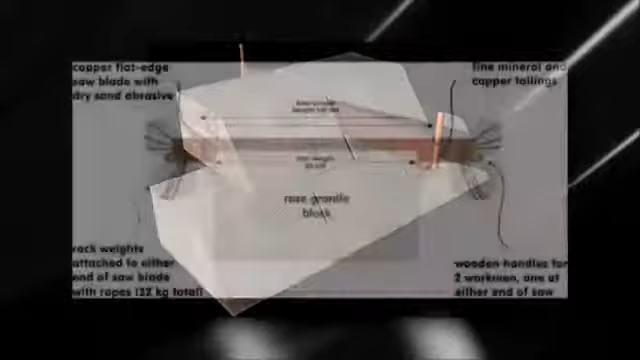 copper flat-edge
saw blade with
dry sand abrasive
fine mineral and
copper tailings
rose granite
block
rock weights
attached to either
end of saw blade
with ropes (32 kg total)
wooden handles for
2 workmen, one at
either end of saw